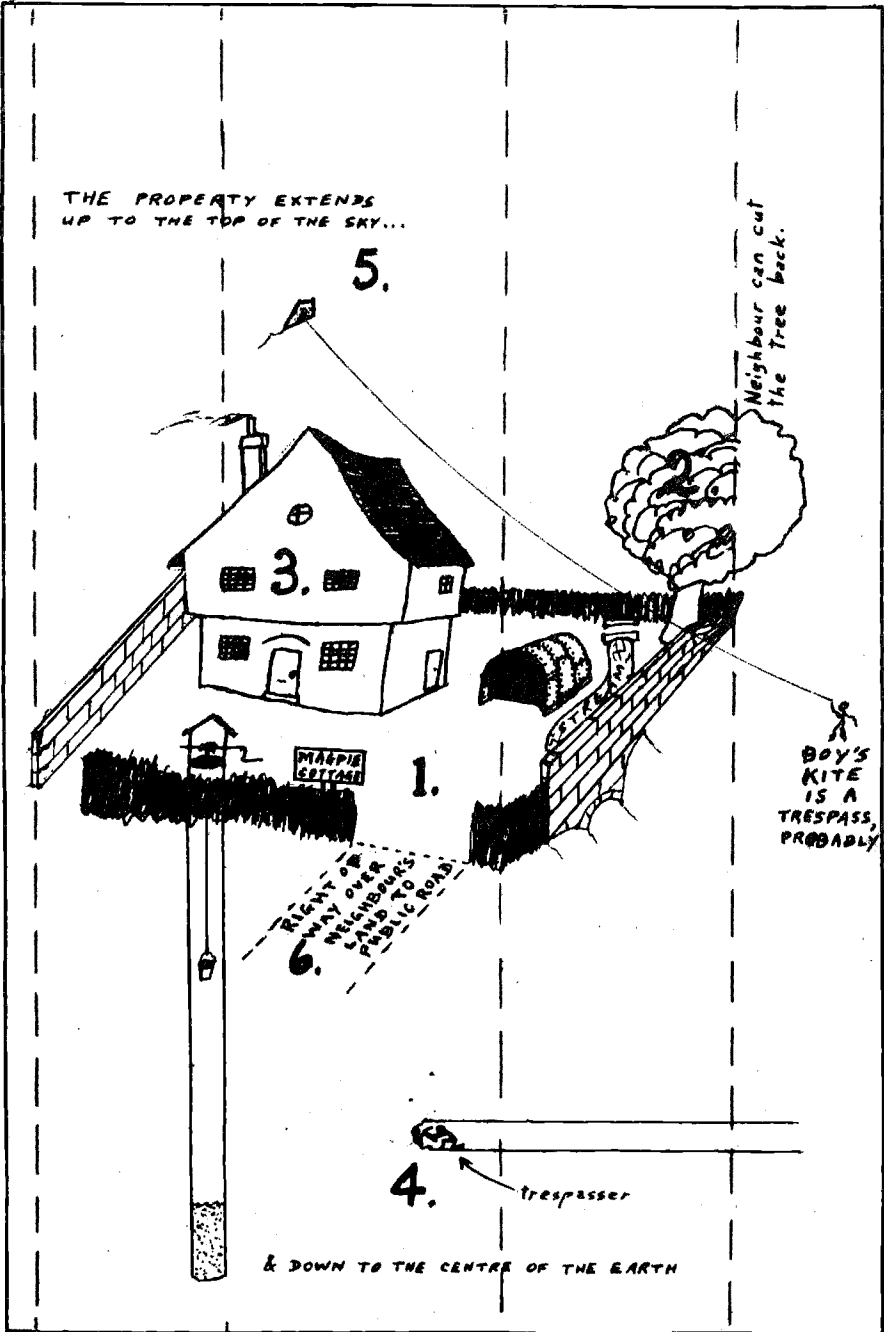 THE PROPERTY EXTENDS
UP TO THE TOP OF THE SKY...
5.
Neighbour can cut
the tree back.
2
3.
STREAM
MAGPIE
COTTAGE
1.
BOY'S
KITE
IS A
TRESPASS,
PROBABLY
RIGHT OF
WAY OVER
NEIGHBOUR'S
LAND TO
PUBLIC ROAD
6.
4.
trespasser
& DOWN TO THE CENTRE OF THE EARTH